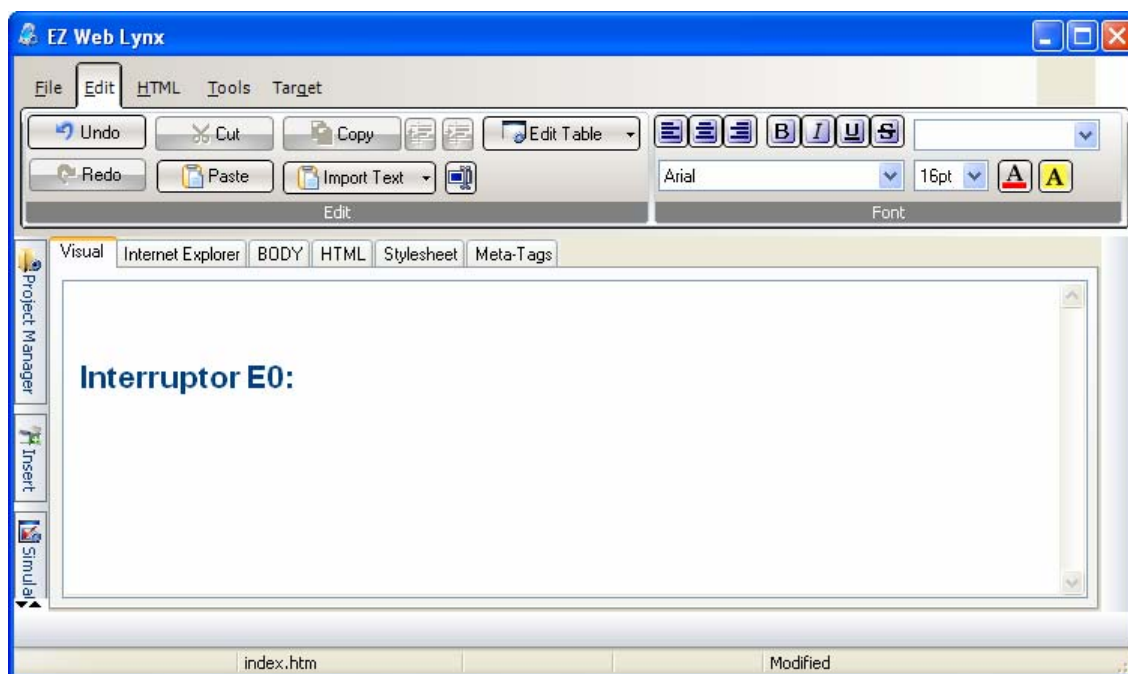 EZ Web Lynx
File Edit HTML Tools Target
Undo Cut Copy Edit Table
Redo Paste Import Text Arial 16pt A A
B I U S
Edit Font
Visual Internet Explorer BODY HTML Stylesheet Meta-Tags
Project Manager
Insert
Simulat
Interruptor E0:
index.htm Modified